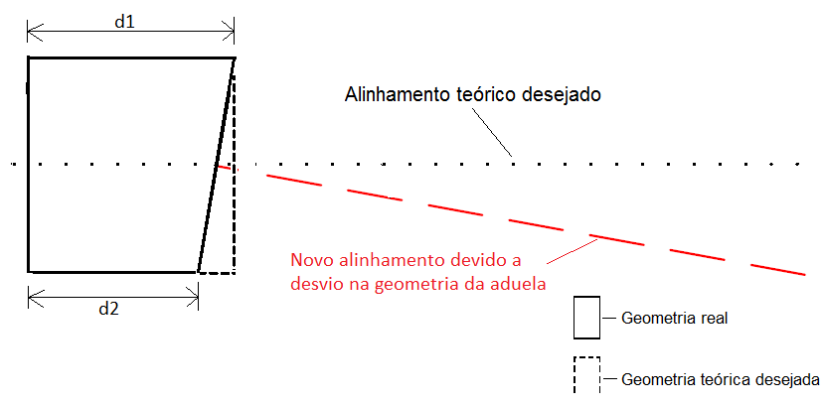 d1
Alinhamento teórico desejado
Novo alinhamento devido a
desvio na geometria da aduela
d2
Geometria real
Geometria teórica desejada